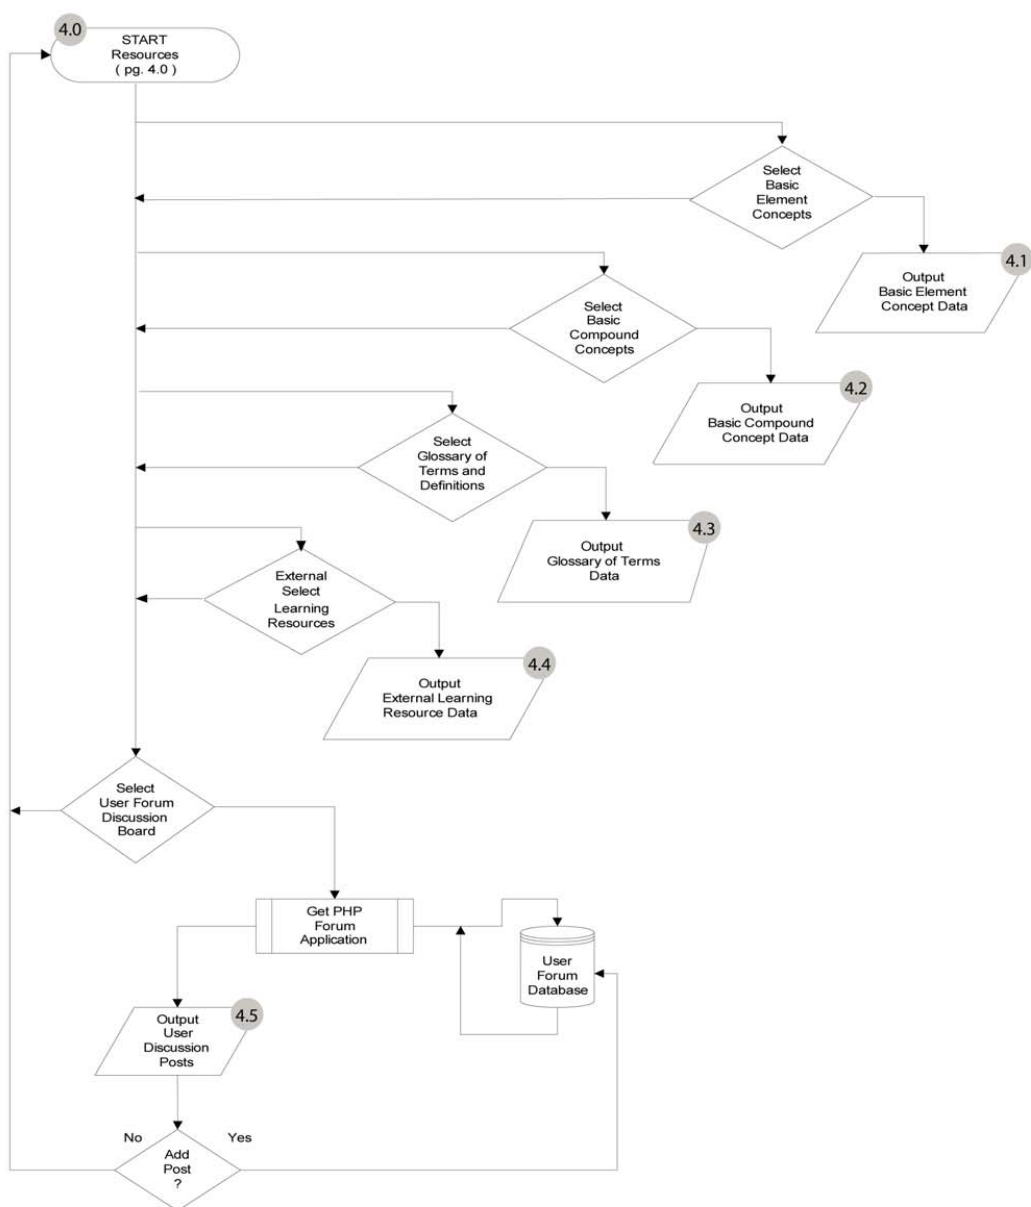 4.0
START
Resources
( pg. 4.0 )
Select
Basic
Element
Concepts
4.1
Output
Basic Element
Concept Data
Select
Basic
Compound
Concepts
4.2
Output
Basic Compound
Concept Data
Select
Glossary of
Terms and
Definitions
4.3
Output
Glossary of Terms
Data
External
Select
Learning
Resources
4.4
Output
External Learning
Resource Data
Select
User Forum
Discussion
Board
Get PHP
Forum
Application
User
Forum
Database
4.5
Output
User
Discussion
Posts
No
Yes
Add
Post
?